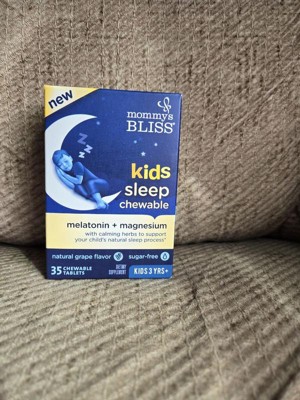 new
mommy's
BLISS®
zzz
kids
sleep
chewable
melatonin + magnesium
with calming herbs to support
your child's natural sleep process*
natural grape flavor
sugar-free
35 CHEWABLE
TABLETS
DIETARY
SUPPLEMENT
KIDS 3 YRS+